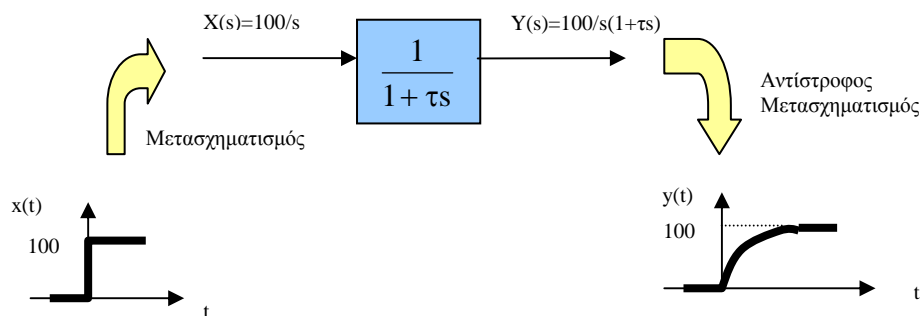 X(s)=100/s
1
1+ τs
Y(s)=100/s(1+τs)
Αντίστροφος
Μετασχηματισμός
Μετασχηματισμός
x(t)
100
t
y(t)
100
t